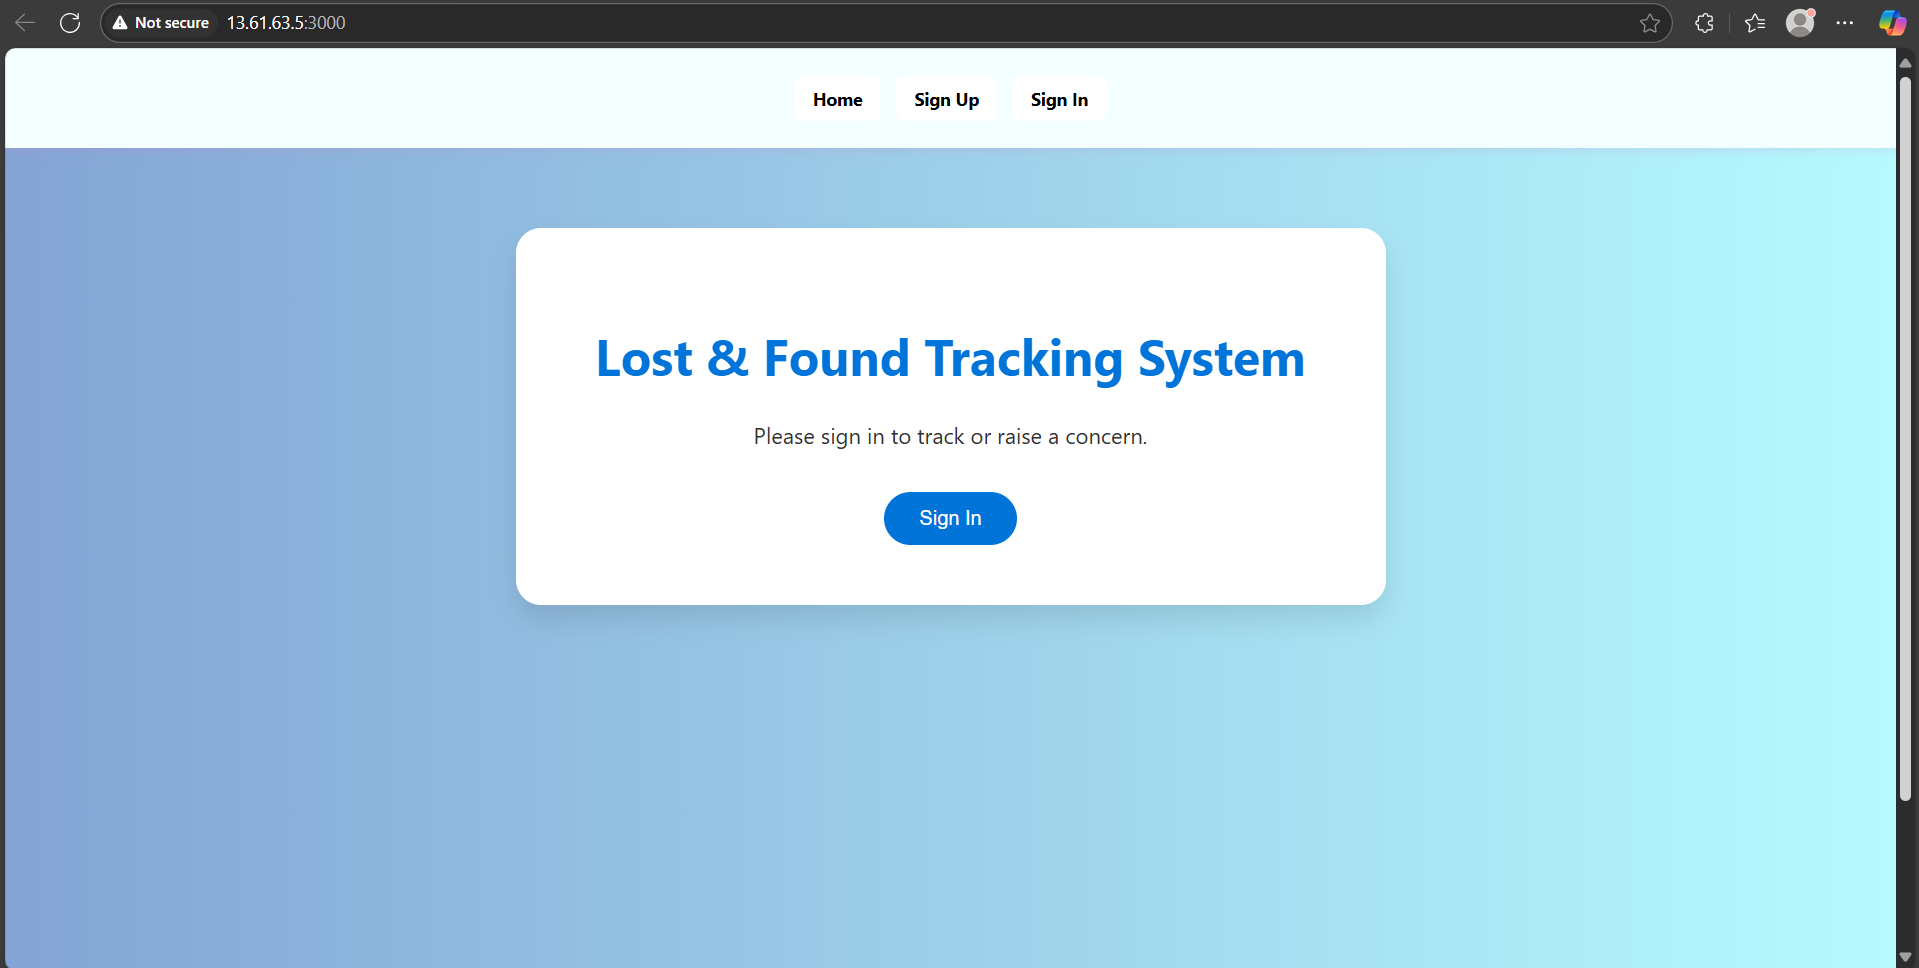 Not secure 13.61.63.5:3000
Home Sign Up Sign In
Lost & Found Tracking System
Please sign in to track or raise a concern.
Sign In